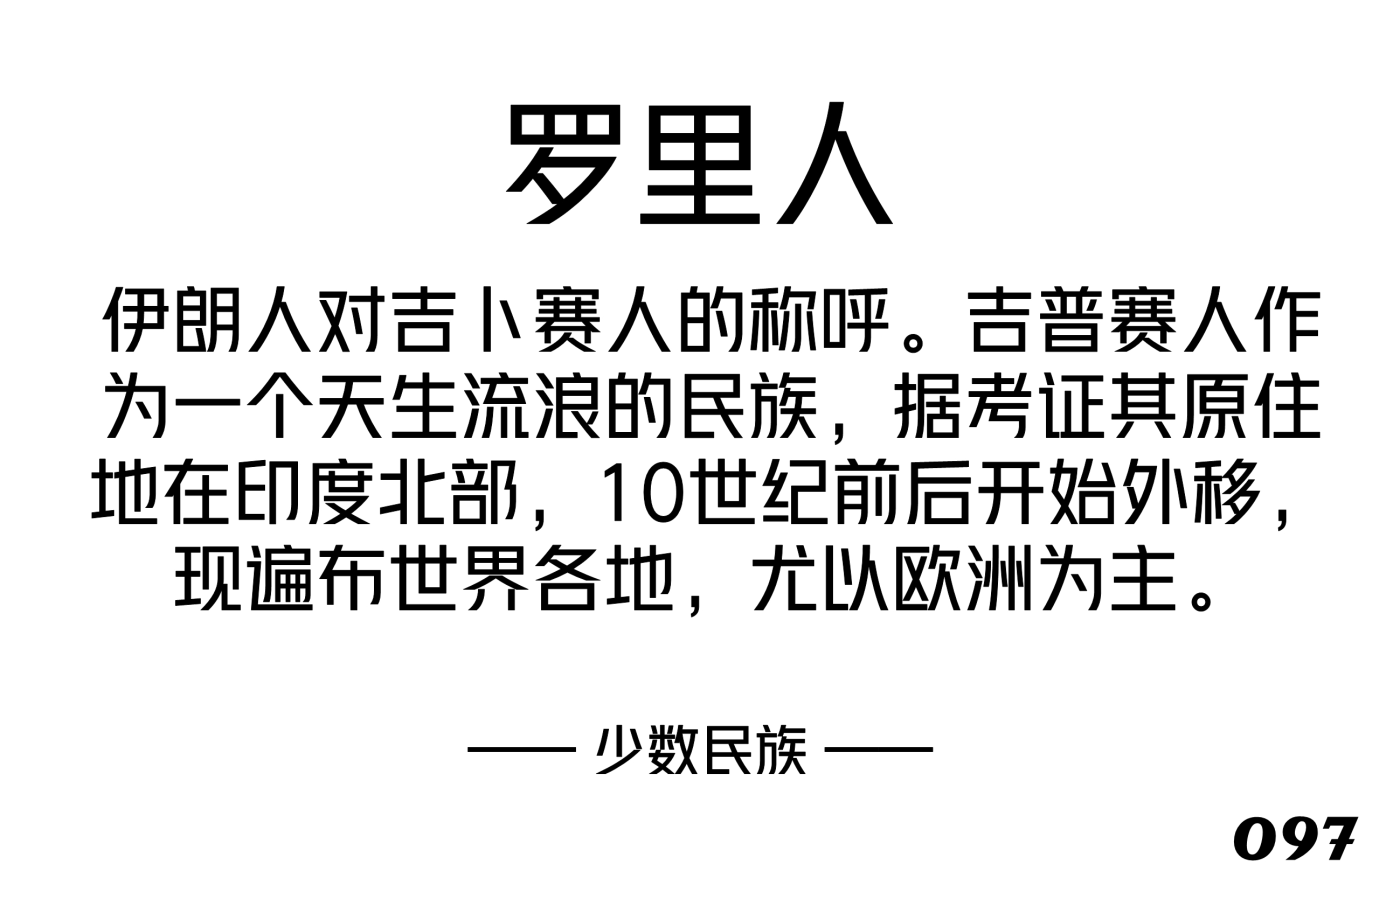 罗里人
伊朗人对吉卜赛人的称呼。吉普赛人作
为一个天生流浪的民族，据考证其原住
地在印度北部，10世纪前后开始外移，
现遍布世界各地，尤以欧洲为主。
—— 少数民族 ——
097